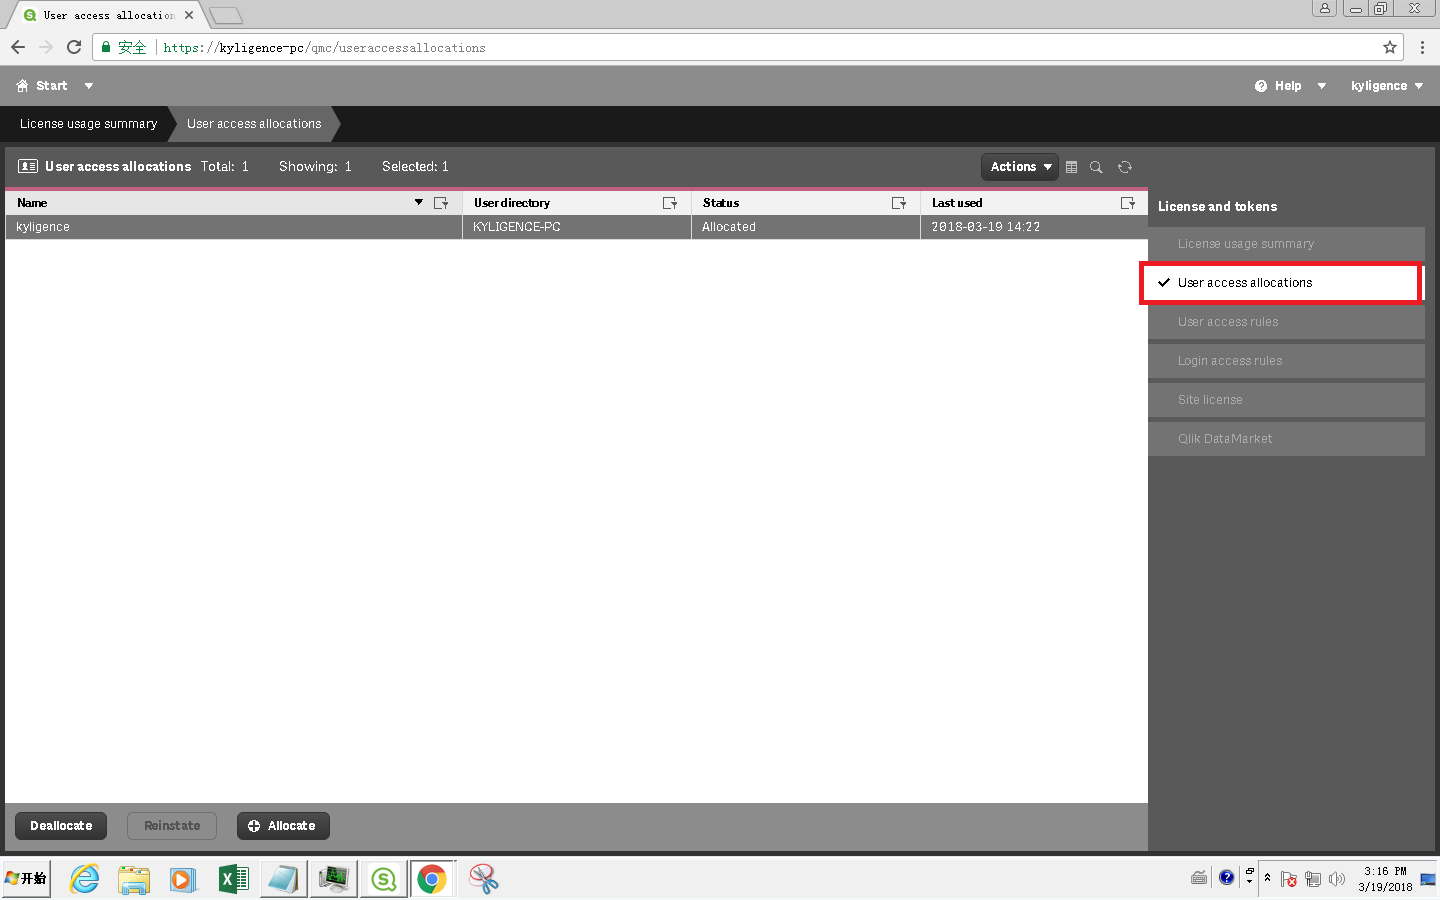 User access allocation
安全 https://kyligence-pc/qmc/useraccessallocations
Start Help kyligence
License usage summary User access allocations
User access allocations Total: 1 Showing: 1 Selected: 1 Actions
Name User directory Status Last used
kyligence KYLIGENCE-PC Allocated 2018-03-19 14:22
License and tokens
License usage summary
User access allocations
User access rules
Login access rules
Site license
Qlik DataMarket
Deallocate Reinstate Allocate
开始 3:16 PM
3/19/2018